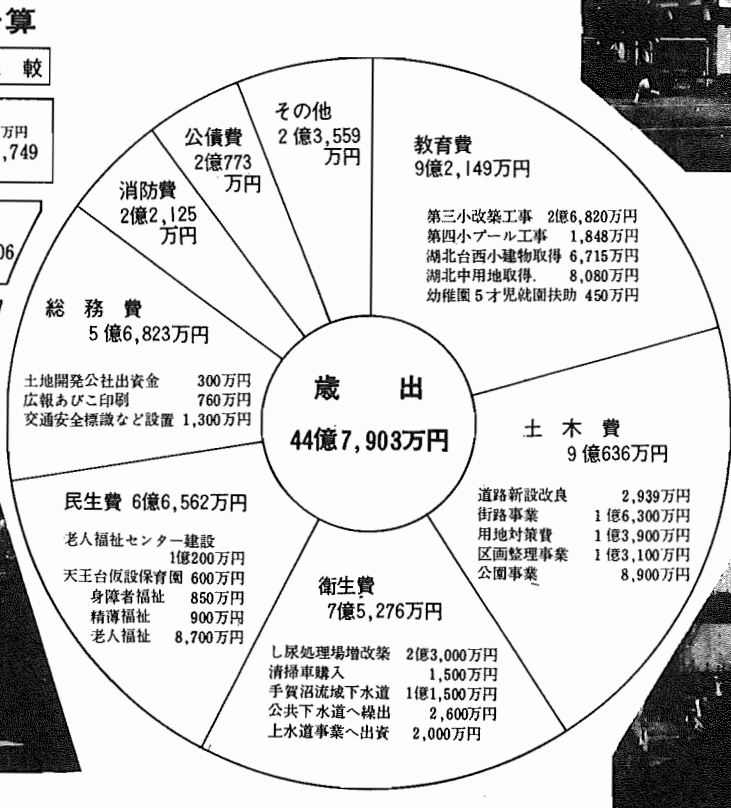 算
較
万円
,749
06
歳 出
44億7,903万円
教育費
9億2,149万円
第三小改築工事 2億6,820万円
第四小プール工事 1,848万円
湖北台西小建物取得 6,715万円
湖北中用地取得. 8,080万円
幼稚園5才児就園扶助 450万円
土木費
9億636万円
道路新設改良 2,939万円
街路事業 1億6,300万円
用地対策費 1億3,900万円
区画整理事業 1億3,100万円
公園事業 8,900万円
衛生費
7億5,276万円
し尿処理場増改築 2億3,000万円
清掃車購入 1,500万円
手賀沼流域下水道 1億1,500万円
公共下水道へ繰出 2,600万円
上水道事業へ出資 2,000万円
民生費 6億6,562万円
老人福祉センター建設
1億200万円
天王台仮設保育園 600万円
身障者福祉 850万円
精薄福祉 900万円
老人福祉 8,700万円
総務費
5億6,823万円
土地開発公社出資金 300万円
広報あびこ印刷 760万円
交通安全標識など設置 1,300万円
消防費
2億2,125
万円
公債費
2億773
万円
その他
2億3,559
万円